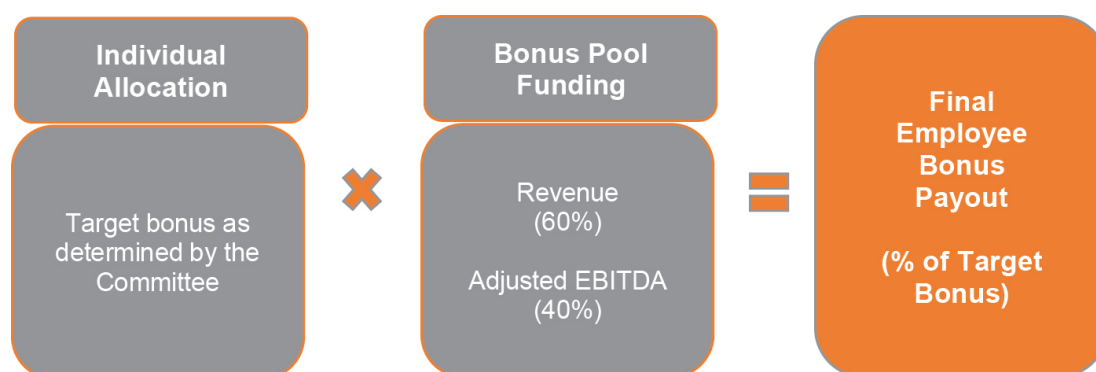 Individual
Allocation
Target bonus as
determined by the
Committee
Bonus Pool
Funding
Revenue
(60%)
Adjusted EBITDA
(40%)
Final
Employee
Bonus
Payout
(% of Target
Bonus)